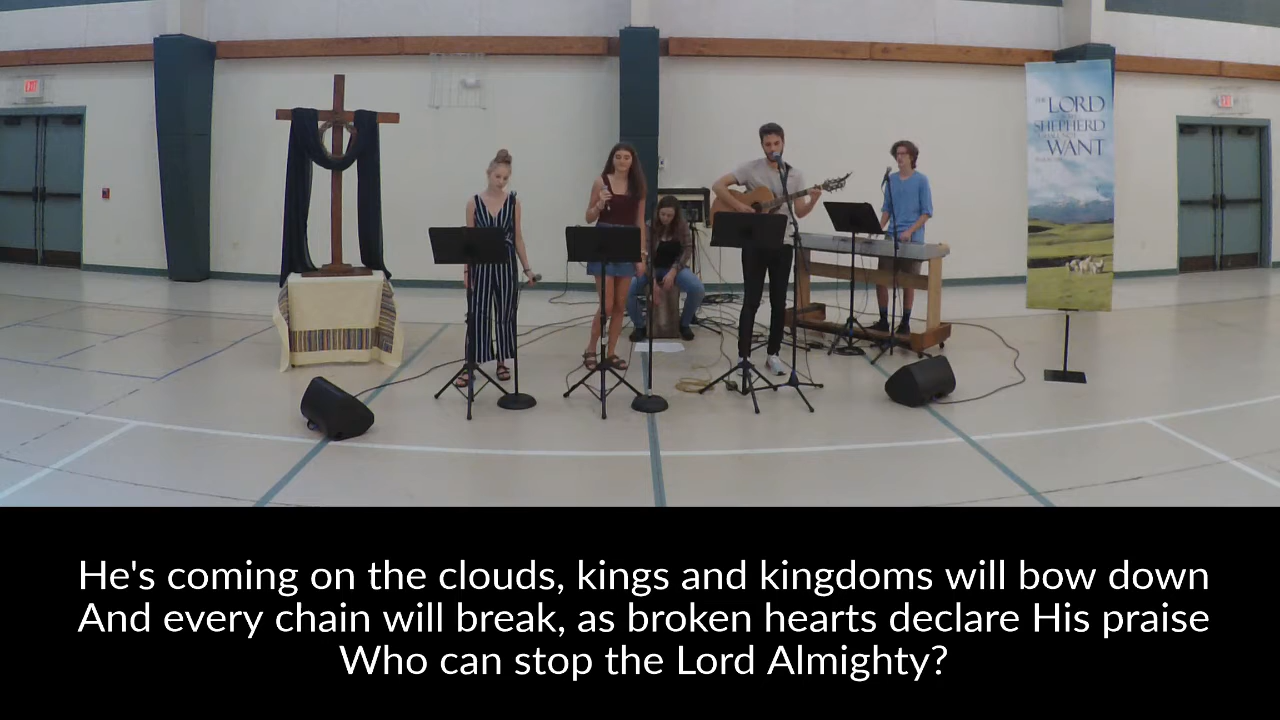 THE LORD
SHEPHERD
WANT
He's coming on the clouds, kings and kingdoms will bow down
And every chain will break, as broken hearts declare His praise
Who can stop the Lord Almighty?